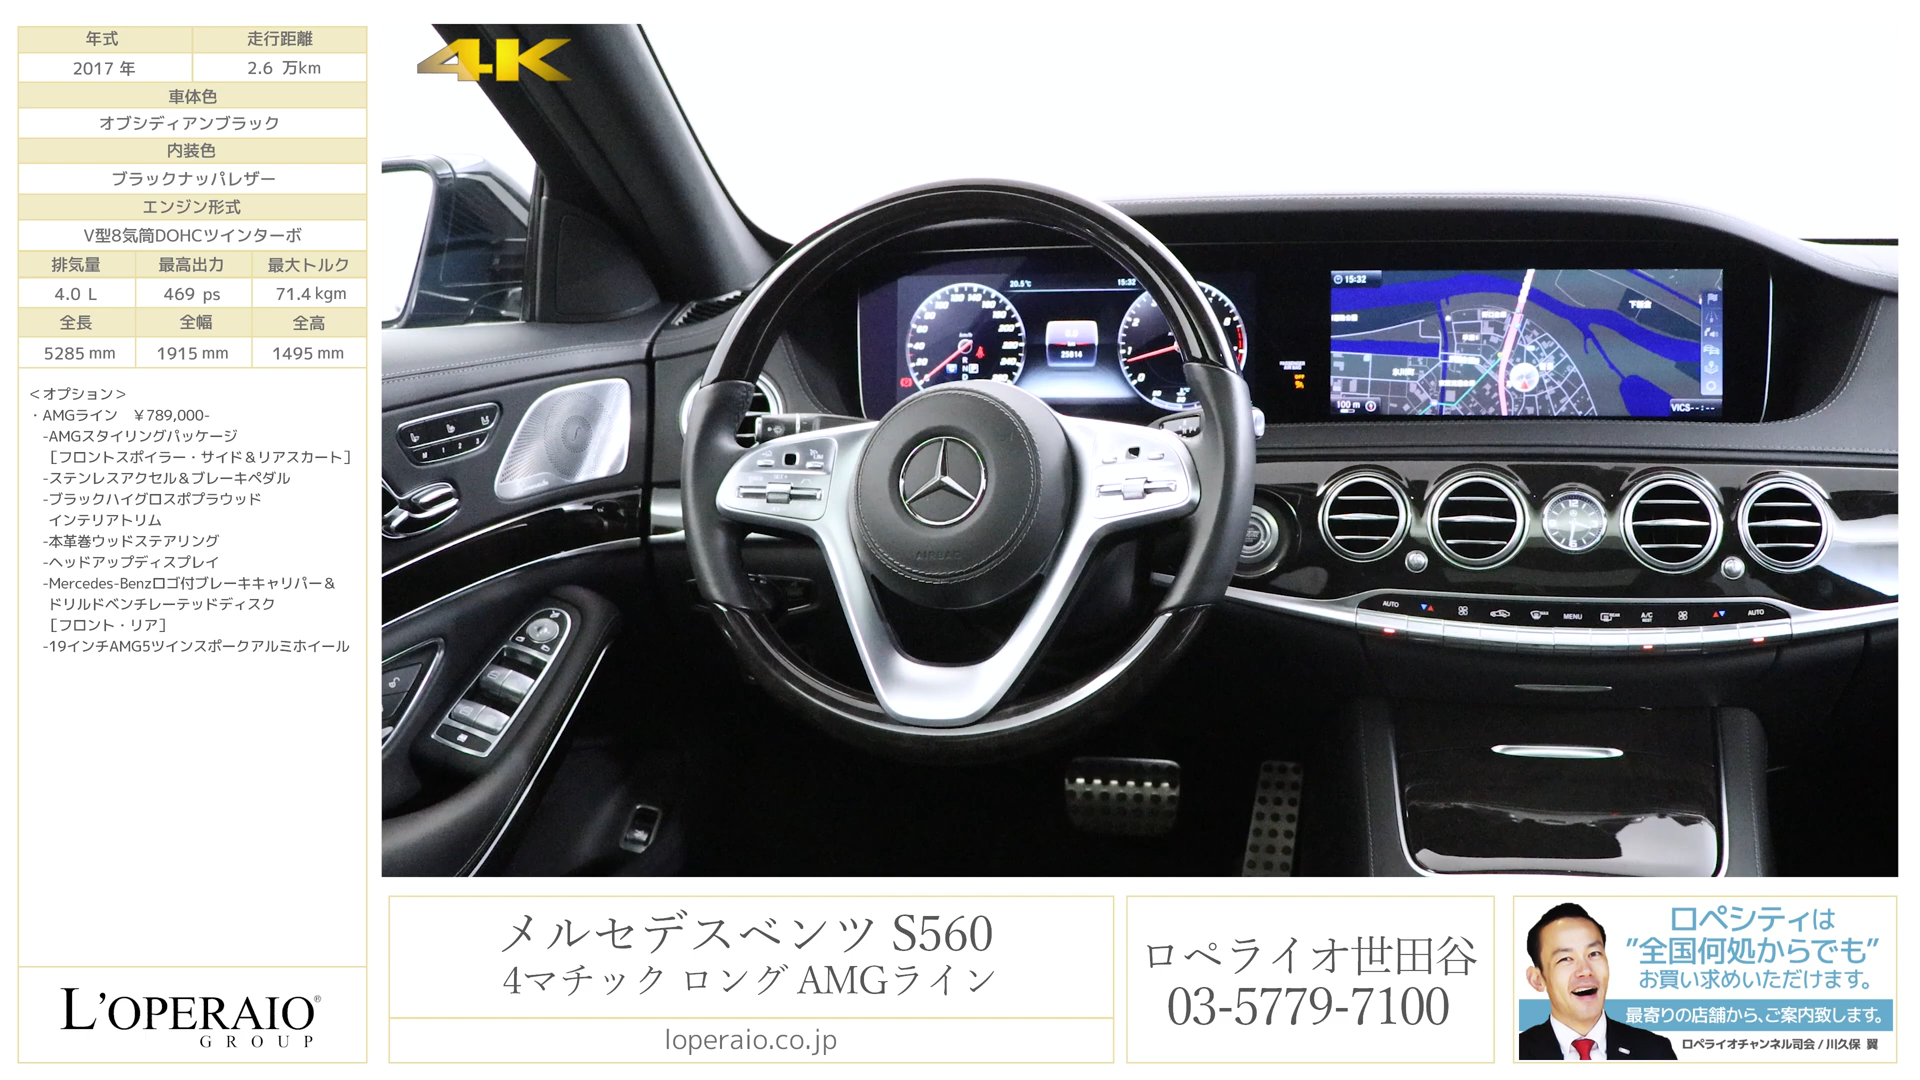 年式 走行距離
2017 年 2.6 万km
車体色
オブシディアンブラック
内装色
ブラックナッパレザー
エンジン形式
V型8気筒DOHCツインターボ
排気量 最高出力 最大トルク
4.0 L 469 ps 71.4 kgm
全長 全幅 全高
5285 mm 1915 mm 1495 mm
＜オプション＞
・AMGライン ￥789,000-
-AMGスタイリングパッケージ
［フロントスポイラー・サイド＆リアスカート］
-ステンレスアクセル＆ブレーキペダル
-ブラックハイグロスポプラウッド
インテリアトリム
-本革巻ウッドステアリング
-ヘッドアップディスプレイ
-Mercedes-Benzロゴ付ブレーキキャリパー＆
ドリルドベンチレーテッドディスク
［フロント・リア］
-19インチAMG5ツインスポークアルミホイール
L'OPERAIO®
GROUP
4K
20.5℃ 15:32
25814
15:32
100 m
VICS--:--
AIRBAG
AUTO MENU A/C AUTO
メルセデスベンツ S560
4マチック ロング AMGライン
loperaio.co.jp
ロペライオ世田谷
03-5779-7100
ロペシティは
”全国何処からでも”
お買い求めいただけます。
最寄りの店舗から、ご案内致します。
ロペライオチャンネル司会 / 川久保 翼